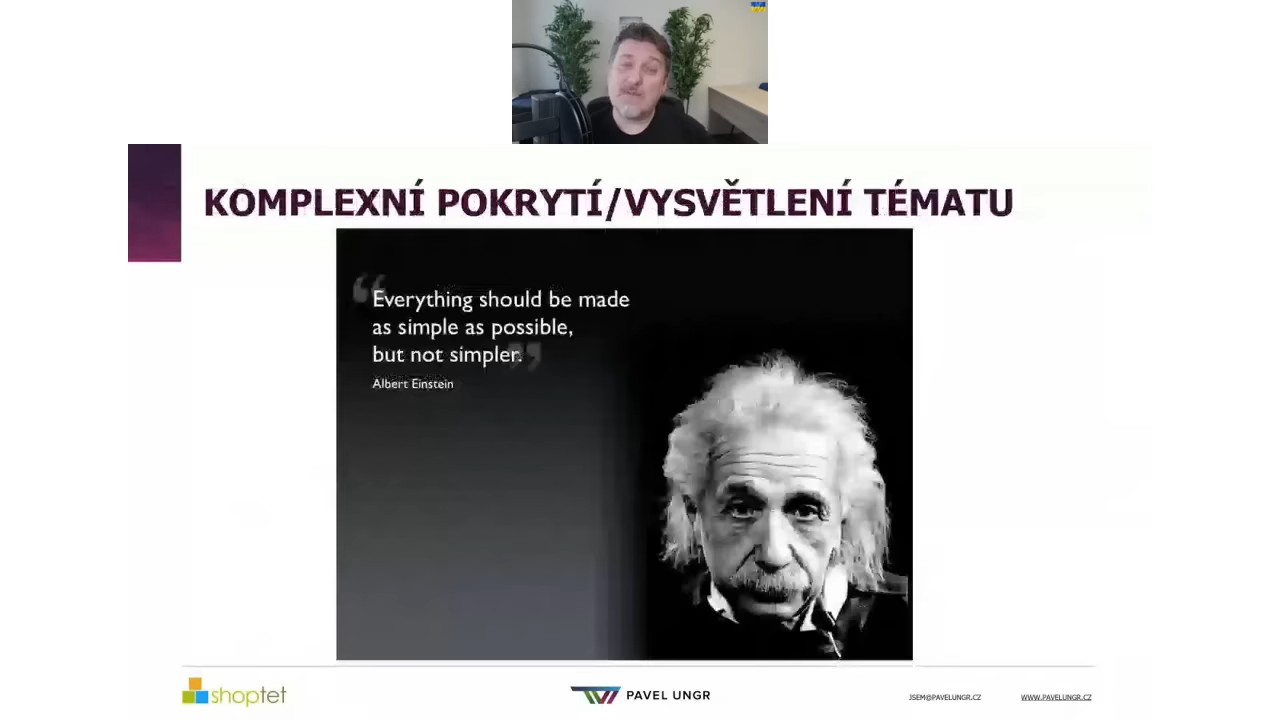 KOMPLEXNÍ POKRYTÍ/VYSVĚTLENÍ TÉMATU
“Everything should be made
as simple as possible,
but not simpler.”
Albert Einstein
shoptet
PAVEL UNGR
JSEM@PAVELUNGR.CZ
WWW.PAVELUNGR.CZ